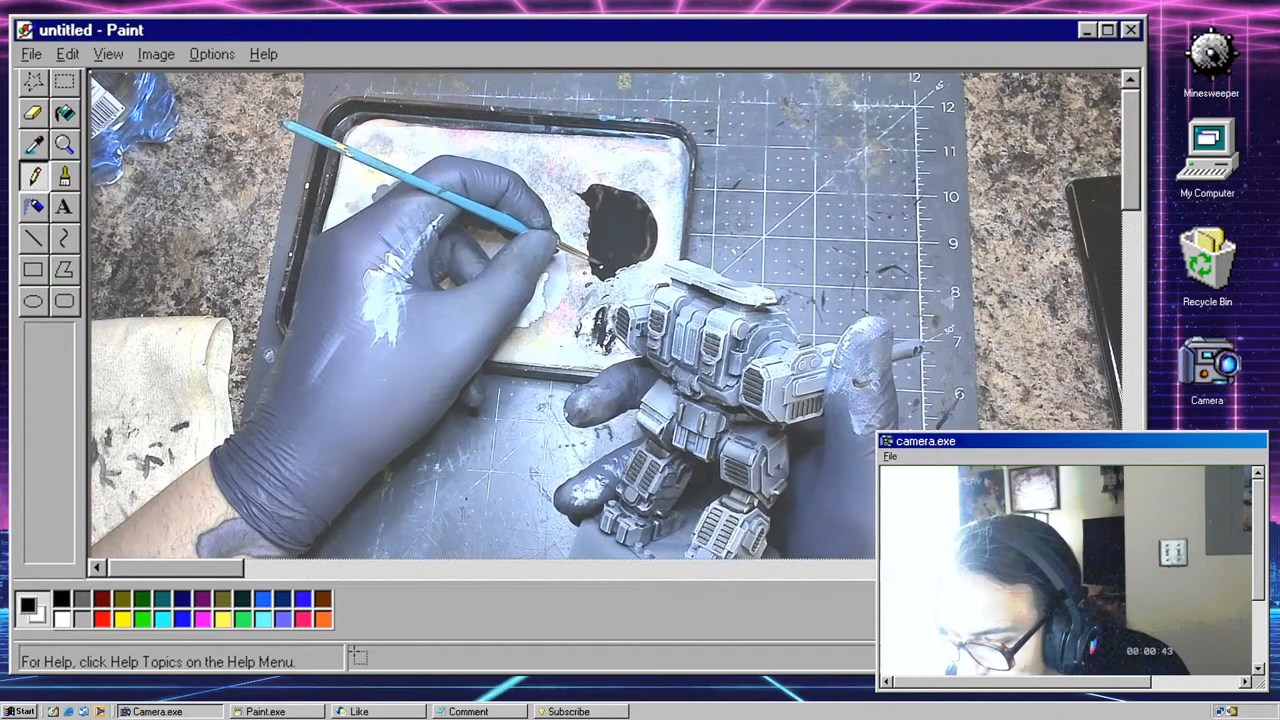 untitled - Paint
File Edit View Image Options Help
12
12
11
10
9
8
7
6
Minesweeper
My Computer
Recycle Bin
Camera
camera.exe
File
00:00:43
For Help, click Help Topics on the Help Menu.
Start
Camera.exe
Paint.exe
Like
Comment
Subscribe